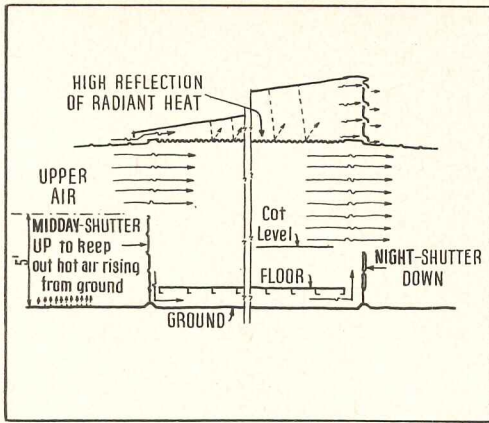 HIGH REFLECTION
OF RADIANT HEAT
UPPER
AIR
MIDDAY-SHUTTER
UP to keep
out hot air rising
from ground
5'
Cot
Level
FLOOR
NIGHT-SHUTTER
DOWN
GROUND